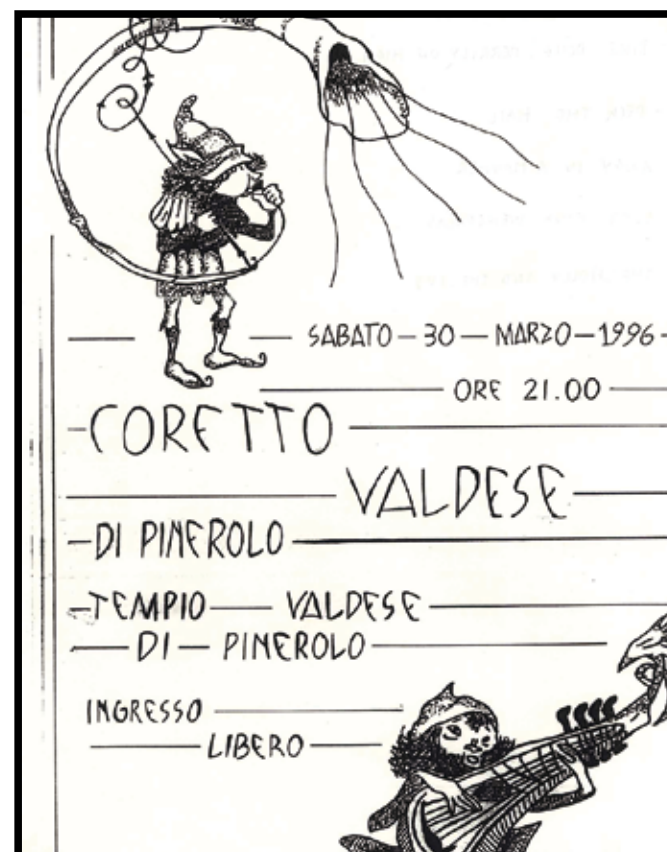 SABATO — 30 — MARZO — 1996
ORE 21.00
CORETTO
VALDESE
DI PINEROLO
TEMPIO VALDESE
DI — PINEROLO
INGRESSO
LIBERO